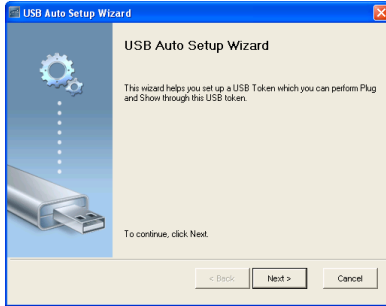 USB Auto Setup Wizard
USB Auto Setup Wizard
This wizard helps you set up a USB Token which you can perform Plug
and Show through this USB token.
To continue, click Next.
< Back
Next >
Cancel